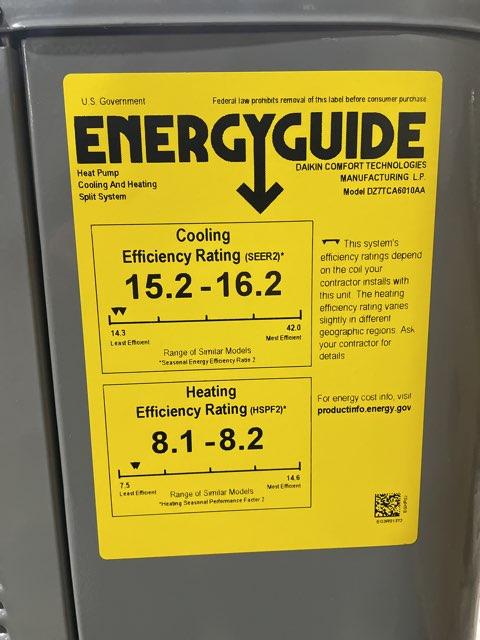 U.S. Government
Federal law prohibits removal of this label before consumer purchase
ENERGYGUIDE
Heat Pump
Cooling And Heating
Split System
DAIKIN COMFORT TECHNOLOGIES
MANUFACTURING L.P.
Model DZ7TCA6010AA
Cooling
Efficiency Rating (SEER2)*
15.2 - 16.2
14.3
Least Efficient
42.0
Most Efficient
Range of Similar Models
*Seasonal Energy Efficiency Ratio 2
This system's
efficiency ratings depend
on the coil your
contractor installs with
this unit. The heating
efficiency rating varies
slightly in different
geographic regions. Ask
your contractor for
details
Heating
Efficiency Rating (HSPF2)*
8.1 - 8.2
7.5
Least Efficient
14.6
Most Efficient
Range of Similar Models
*Heating Seasonal Performance Factor 2
For energy cost info, visit
productinfo.energy.gov